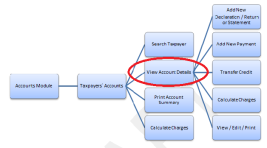 Add New
Declaration / Return
or Statement
Search Taxpayer
Add New Payment
Accounts Module
Taxpayers' Accounts
View Account Details
Transfer Credit
Print Account
Summary
Calculate Charges
Calculate Charges
View / Edit / Print